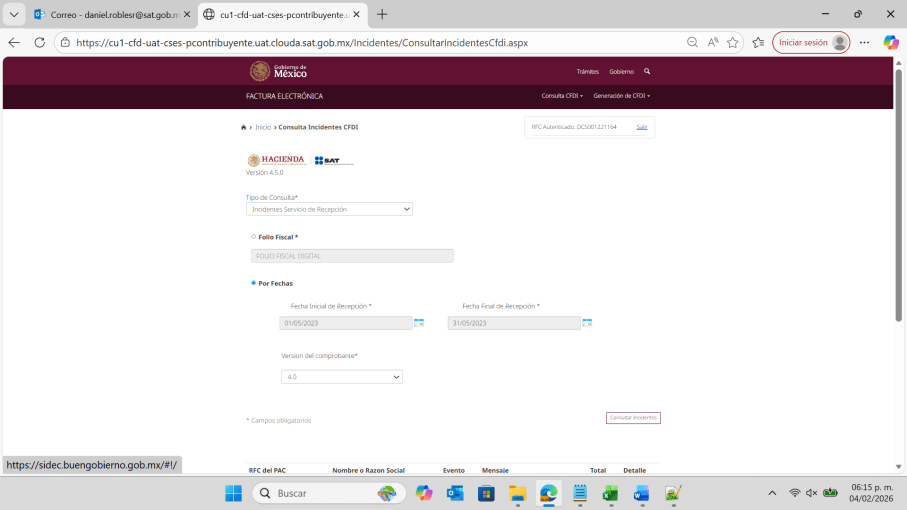 Correo - daniel.roblesr@sat.gob.m
cu1-cfd-uat-cses-pcontribuyente.
https://cu1-cfd-uat-cses-pcontribuyente.uat.clouda.sat.gob.mx/Incidentes/ConsultarIncidentesCfdi.aspx
Iniciar sesión
Gobierno de
México
Trámites Gobierno
FACTURA ELECTRÓNICA
Consulta CFDI Generación de CFDI
Inicio Consulta Incidentes CFDI
RFC Autenticado: DCS001221164 Salir
HACIENDA SAT
Versión 4.5.0
Tipo de Consulta*
Incidentes Servicio de Recepción
Folio Fiscal *
FOLIO FISCAL DIGITAL
Por Fechas
Fecha Inicial de Recepción * Fecha Final de Recepción *
01/05/2023 31/05/2023
Version del comprobante*
4.0
* Campos obligatorios
Consultar Incidentes
https://sidec.buengobierno.gob.mx/#!/
RFC del PAC Nombre o Razon Social Evento Mensaje Total Detalle
Buscar
06:15 p. m.
04/02/2026